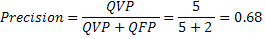 Precision = QVP / (QVP + QFP) = 5 / (5 + 2) = 0.68